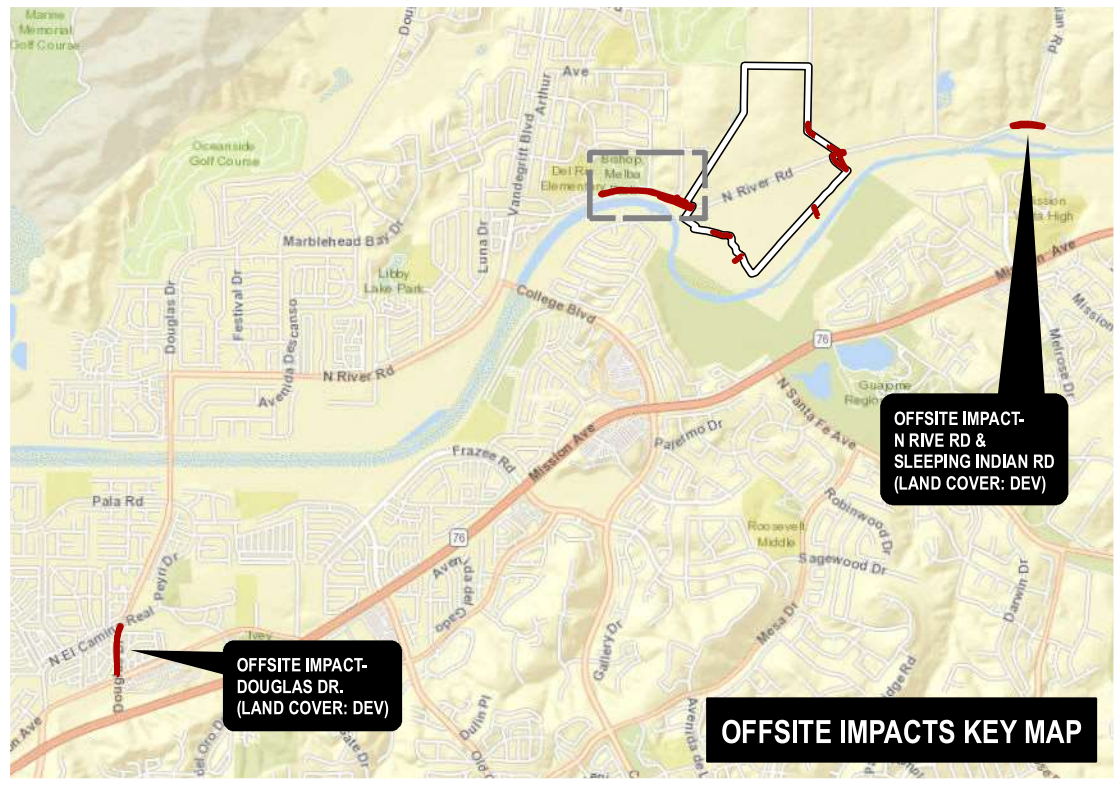 Marine
Memorial
Golf Course
Oceanside
Golf Course
Ave
Arthur
Vandegrift Blvd
Bishop,
Melba
Elementary
N River Rd
Marblehead Bay Dr
Luna Dr
Libby
Lake Park
Festival Dr
Douglas Dr
Avenida Descanso
N River Rd
College Blvd
Mission Ave
76
Melrose Dr
N Santa Fe Ave
OFFSITE IMPACT-
N RIVE RD &
SLEEPING INDIAN RD
(LAND COVER: DEV)
Frazee Rd
Mission Ave
Pajelmo Dr
Pala Rd
76
Robinwood Dr
Roosevelt
Middle
Sagewood Dr
Peyri Dr
Darwin Dr
Mesa Dr
Gallery Dr
N El Camino Real
OFFSITE IMPACT-
DOUGLAS DR.
(LAND COVER: DEV)
Dulin Pl
OFFSITE IMPACTS KEY MAP